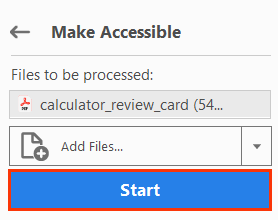 Make Accessible
Files to be processed:
calculator_review_card (54...
Add Files...
Start